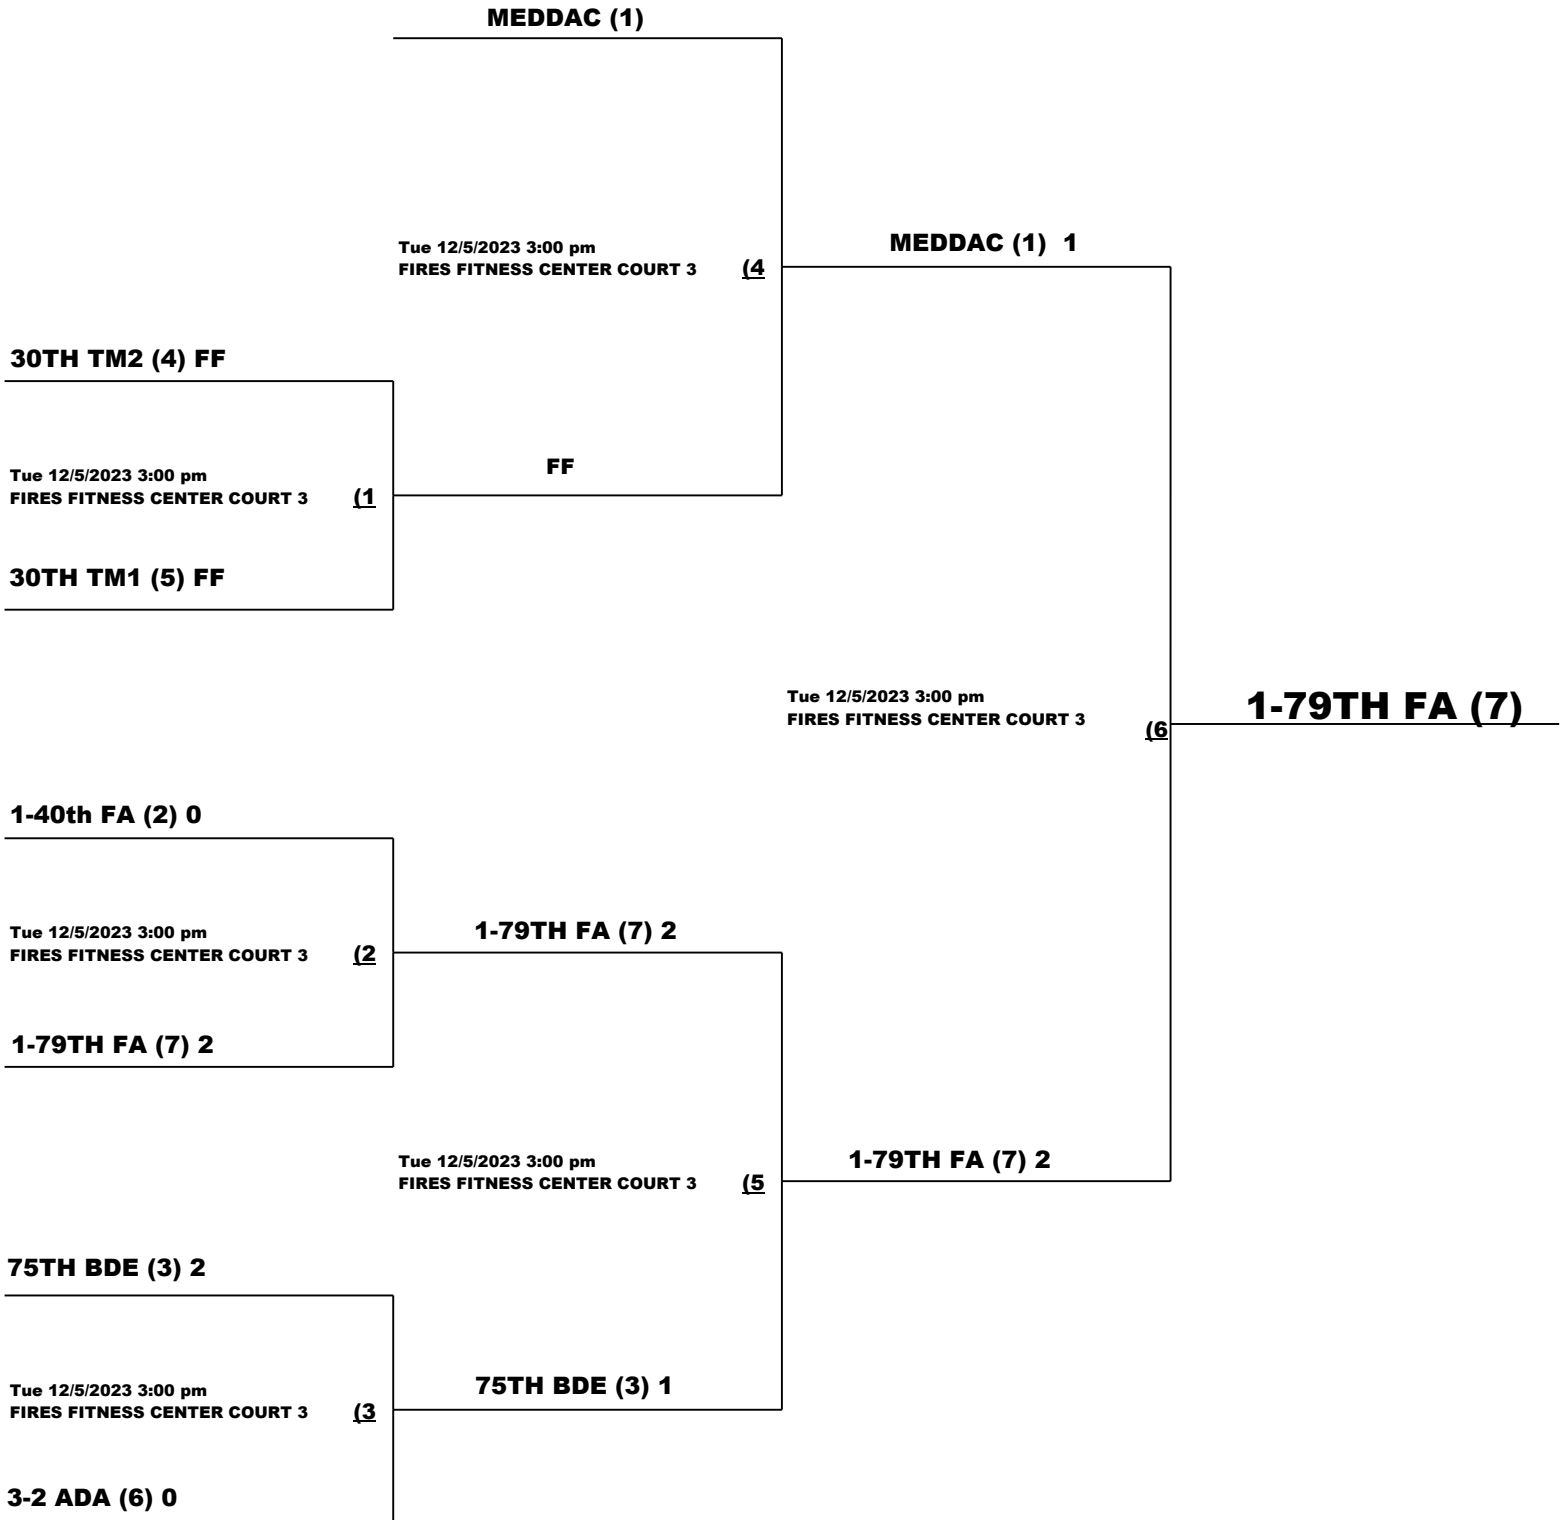 MEDDAC (1)
Tue 12/5/2023 3:00 pm
FIRES FITNESS CENTER COURT 3 (4
MEDDAC (1) 1
30TH TM2 (4) FF
Tue 12/5/2023 3:00 pm
FIRES FITNESS CENTER COURT 3 (1
FF
30TH TM1 (5) FF
Tue 12/5/2023 3:00 pm
FIRES FITNESS CENTER COURT 3 (6
1-79TH FA (7)
1-40th FA (2) 0
Tue 12/5/2023 3:00 pm
FIRES FITNESS CENTER COURT 3 (2
1-79TH FA (7) 2
1-79TH FA (7) 2
Tue 12/5/2023 3:00 pm
FIRES FITNESS CENTER COURT 3 (5
1-79TH FA (7) 2
75TH BDE (3) 2
Tue 12/5/2023 3:00 pm
FIRES FITNESS CENTER COURT 3 (3
75TH BDE (3) 1
3-2 ADA (6) 0